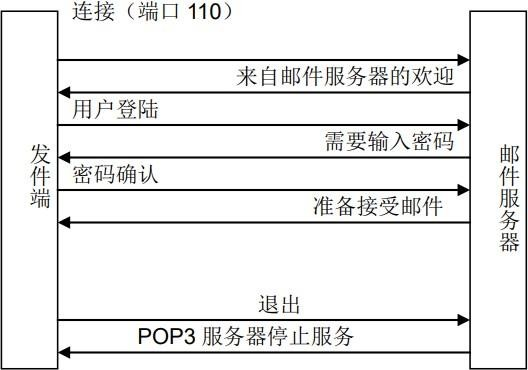 连接（端口 110）
来自邮件服务器的欢迎
用户登陆
需要输入密码
密码确认
准备接受邮件
退出
POP3 服务器停止服务
发件端
邮件服务器